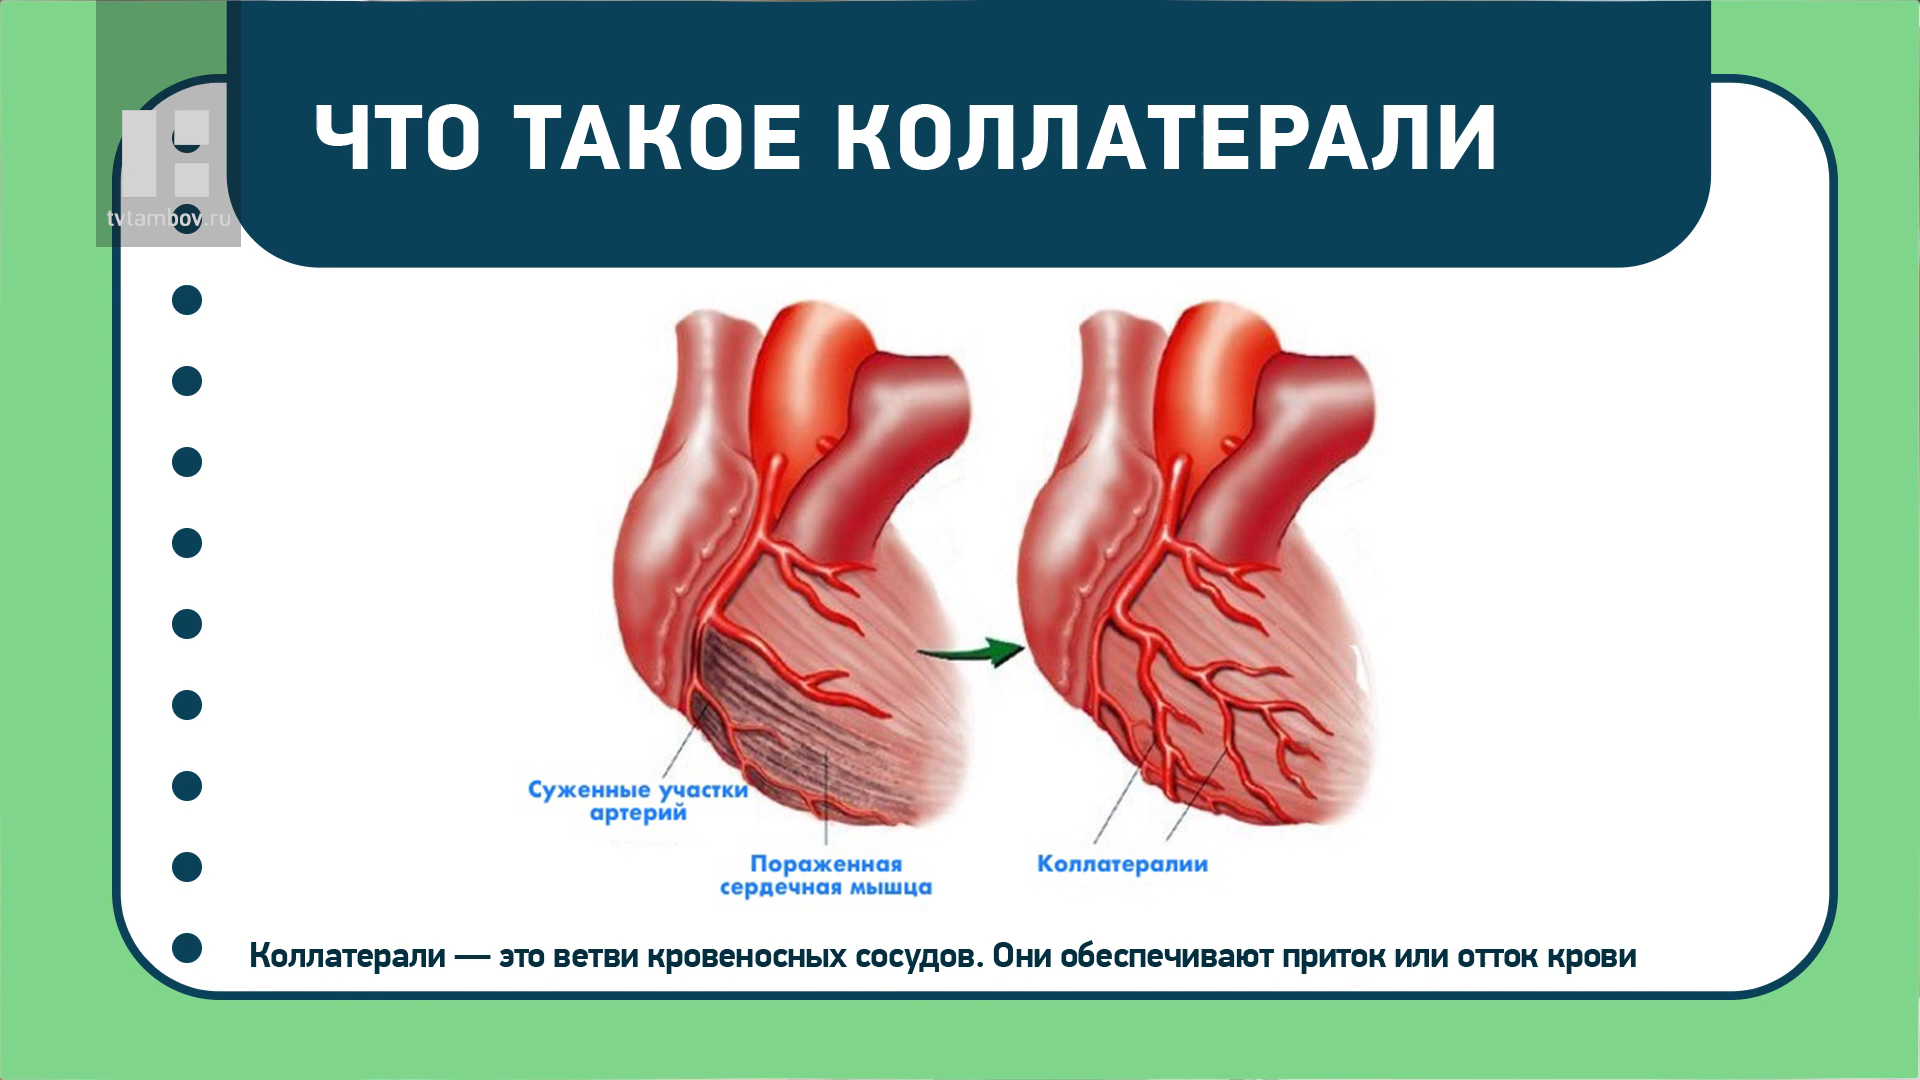 ЧТО ТАКОЕ КОЛЛАТЕРАЛИ
tvtambov.ru
Суженные участки
артерий
Пораженная
сердечная мышца
Коллатералии
Коллатерали — это ветви кровеносных сосудов. Они обеспечивают приток или отток крови